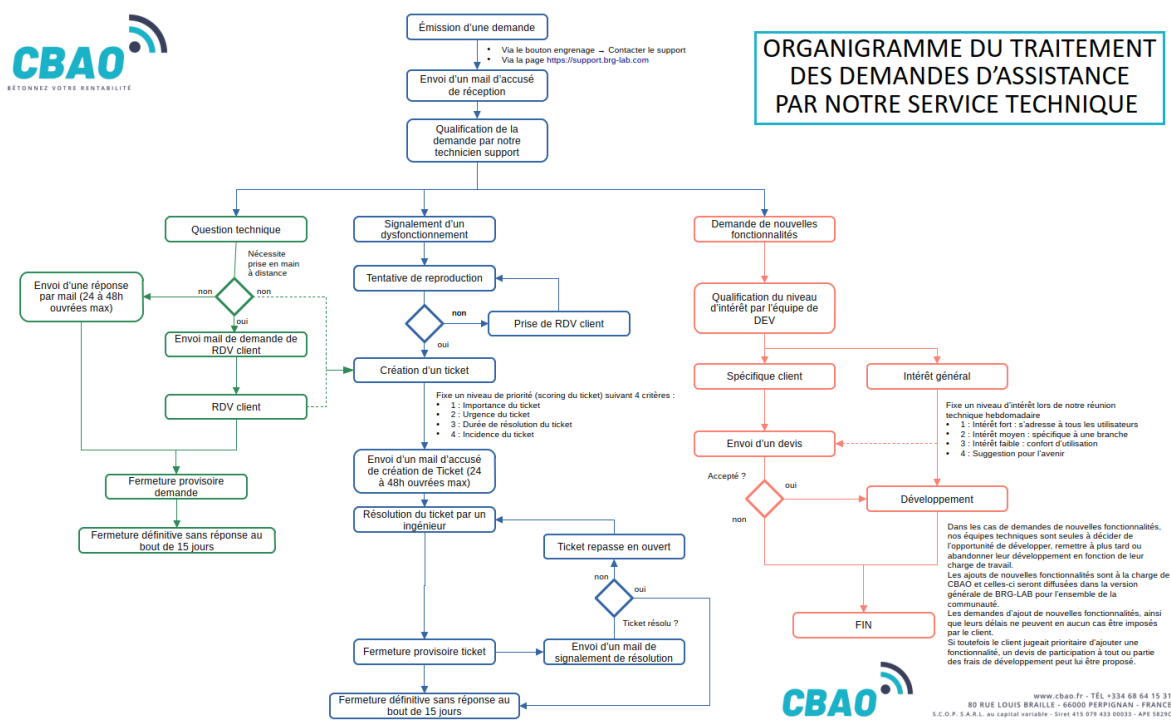 CBAO
BÉTONNEZ VOTRE RENTABILITÉ
ORGANIGRAMME DU TRAITEMENT
DES DEMANDES D'ASSISTANCE
PAR NOTRE SERVICE TECHNIQUE
Émission d'une demande
• Via le bouton engrenage → Contacter le support
• Via la page https://support.brg-lab.com
Envoi d'un mail d'accusé
de réception
Qualification de la
demande par notre
technicien support
Question technique
Nécessite
prise en main
à distance
non
non
oui
Envoi d'une réponse
par mail (24 à 48h
ouvrées max)
Envoi mail de demande de
RDV client
RDV client
Fermeture provisoire
demande
Fermeture définitive sans réponse au
bout de 15 jours
Signalement d'un
dysfonctionnement
Tentative de reproduction
non
Prise de RDV client
oui
Création d'un ticket
Fixe un niveau de priorité (scoring du ticket) suivant 4 critères :
• 1 : Importance du ticket
• 2 : Urgence du ticket
• 3 : Durée de résolution du ticket
• 4 : Incidence du ticket
Envoi d'un mail d'accusé
de création de Ticket (24
à 48h ouvrées max)
Résolution du ticket par un
ingénieur
Ticket repasse en ouvert
non
oui
Ticket résolu ?
Fermeture provisoire ticket
Envoi d'un mail de
signalement de résolution
Fermeture définitive sans réponse au
bout de 15 jours
Demande de nouvelles
fonctionnalités
Qualification du niveau
d'intérêt par l'équipe de
DEV
Spécifique client
Intérêt général
Fixe un niveau d'intérêt lors de notre réunion
technique hebdomadaire
• 1 : Intérêt fort : s'adresse à tous les utilisateurs
• 2 : Intérêt moyen : spécifique à une branche
• 3 : Intérêt faible : confort d'utilisation
• 4 : Suggestion pour l'avenir
Envoi d'un devis
Accepté ?
oui
non
Développement
Dans les cas de demandes de nouvelles fonctionnalités,
nos équipes techniques sont seules à décider de
l'opportunité de développer, remettre à plus tard ou
abandonner leur développement en fonction de leur
charge de travail.
Les ajouts de nouvelles fonctionnalités sont à la charge de
CBAO et celles-ci seront diffusées dans la version
générale de BRG-LAB pour l'ensemble de la
communauté.
Les demandes d'ajout de nouvelles fonctionnalités, ainsi
que leurs délais ne peuvent en aucun cas être imposés
par le client.
Si toutefois le client jugeait prioritaire d'ajouter une
fonctionnalité, un devis de participation à tout ou partie
des frais de développement peut lui être proposé.
FIN
CBAO
www.cbao.fr - TÉL +334 68 64 15 31
80 RUE LOUIS BRAILLE - 66000 PERPIGNAN - FRANCE
S.C.O.P. S.A.R.L. au capital variable - Siret 415 079 433 00033 - APE 5829C